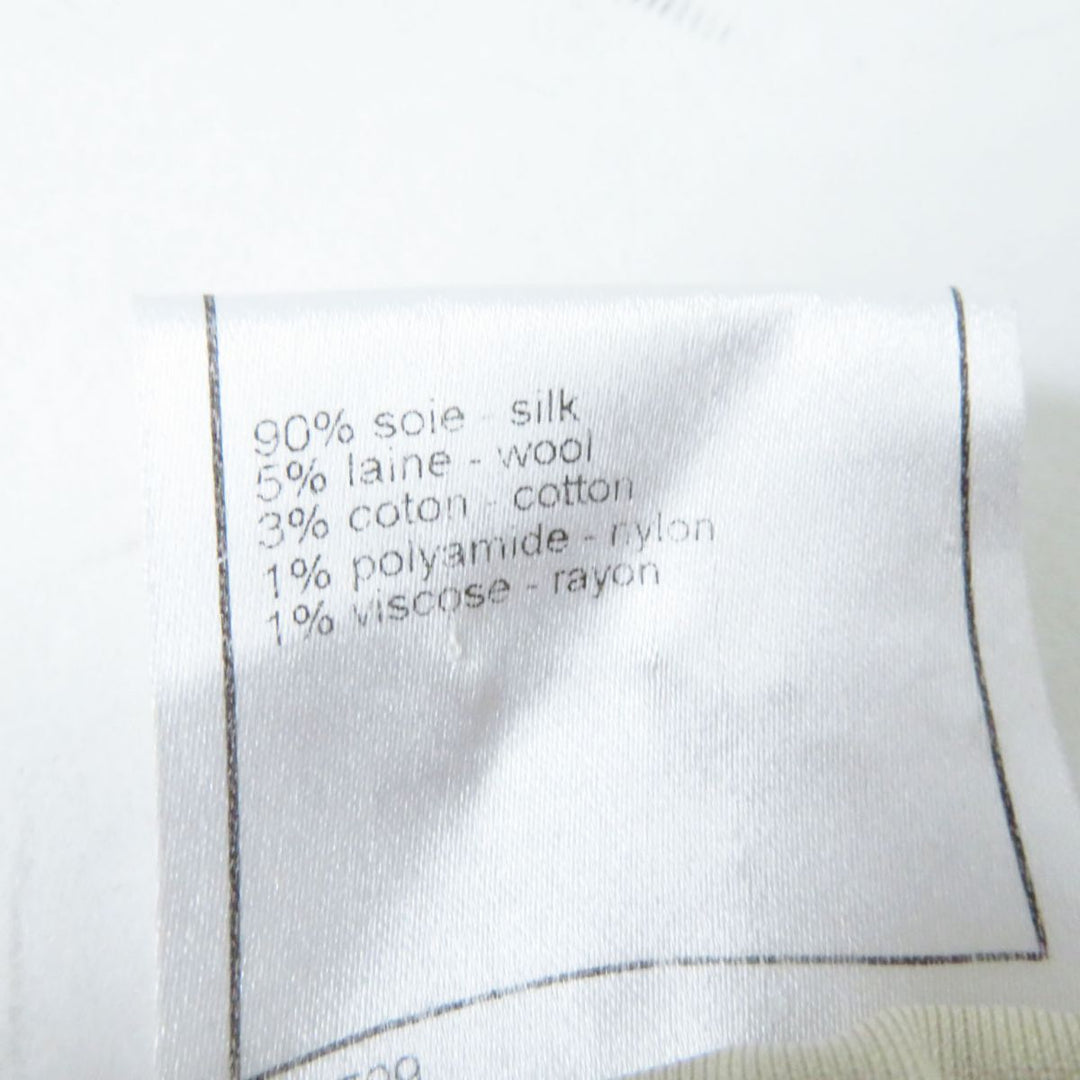 90% soie - silk
5% laine - wool
3% coton - cotton
1% polyamide - nylon
1% viscose - rayon